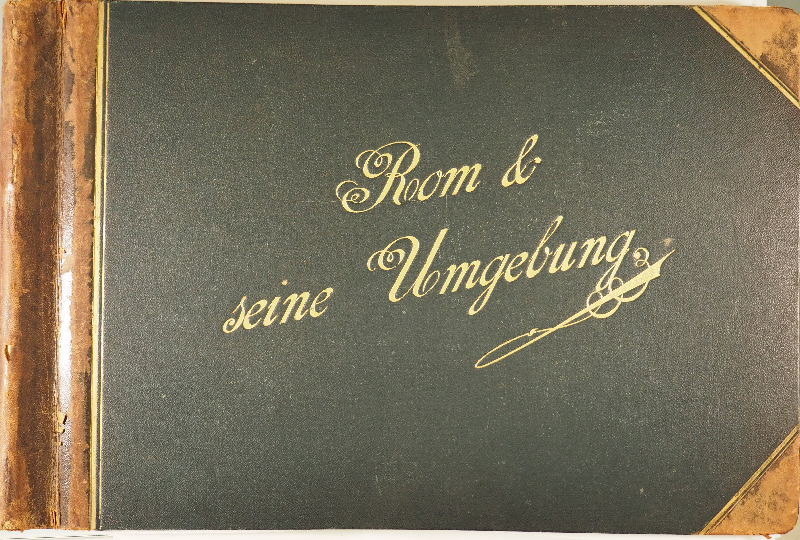 Rom &
seine Umgebung.